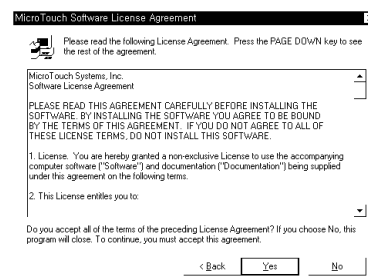 MicroTouch Software License Agreement
Please read the following License Agreement. Press the PAGE DOWN key to see
the rest of the agreement.
MicroTouch Systems, Inc.
Software License Agreement
PLEASE READ THIS AGREEMENT CAREFULLY BEFORE INSTALLING THE
SOFTWARE. BY INSTALLING THE SOFTWARE YOU AGREE TO BE BOUND
BY THE TERMS OF THIS AGREEMENT. IF YOU DO NOT AGREE TO ALL OF
THESE LICENSE TERMS, DO NOT INSTALL THIS SOFTWARE.
1. License. You are hereby granted a non-exclusive License to use the accompanying
computer software ("Software") and documentation ("Documentation") being supplied
under this agreement on the following terms.
2. This License entitles you to:
Do you accept all of the terms of the preceding License Agreement? If you choose No, this
program will close. To continue, you must accept this agreement.
< Back
Yes
No